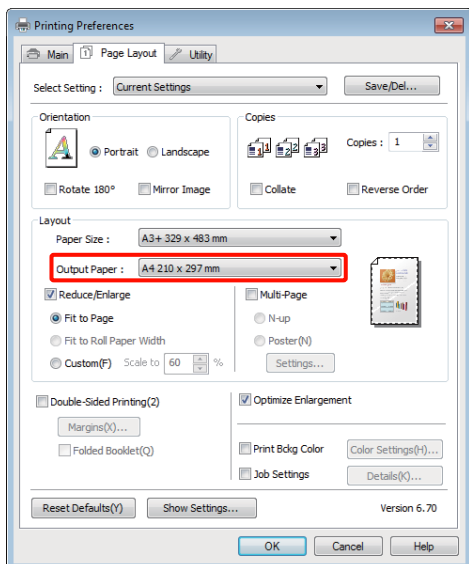 Printing Preferences
Main
Page Layout
Utility
Select Setting : Current Settings Save/Del...
Orientation
Portrait Landscape
Rotate 180° Mirror Image
Copies
Copies : 1
Collate Reverse Order
Layout
Paper Size : A3+ 329 x 483 mm
Output Paper : A4 210 x 297 mm
Reduce/Enlarge
Fit to Page
Fit to Roll Paper Width
Custom(F) Scale to 60 %
Multi-Page
N-up
Poster(N)
Settings...
Double-Sided Printing(2)
Margins(X)...
Folded Booklet(Q)
Optimize Enlargement
Print Bckg Color Color Settings(H)...
Job Settings Details(K)...
Reset Defaults(Y) Show Settings... Version 6.70
OK Cancel Help